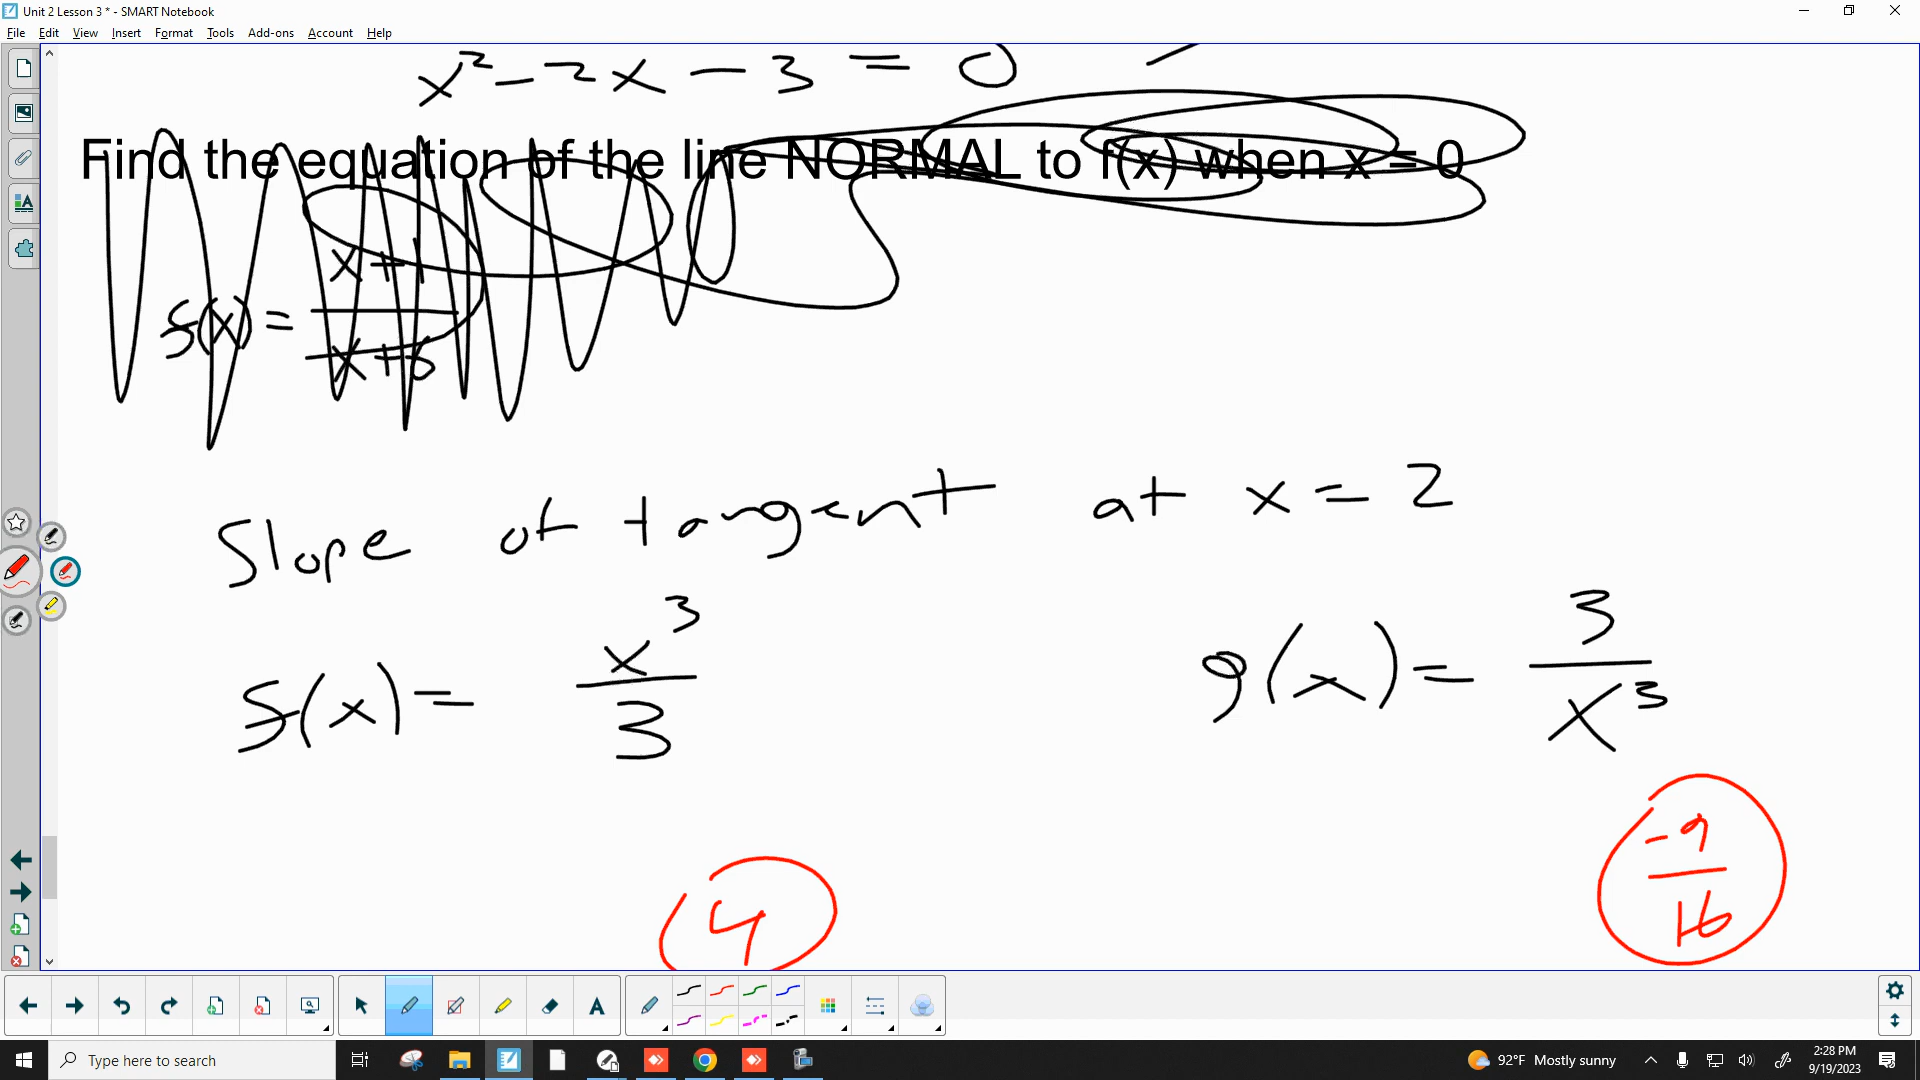 Unit 2 Lesson 3 * - SMART Notebook
File Edit View Insert Format Tools Add-ons Account Help
x² - 2x - 3 = 0
Find the equation of the line NORMAL to f(x) when x = 0
f(x) = x+1 / x+6
Slope of tangent at x = 2
f(x) = x³ / 3
g(x) = 3 / x³
4
-9 / 16
Type here to search
92°F Mostly sunny
2:28 PM
9/19/2023